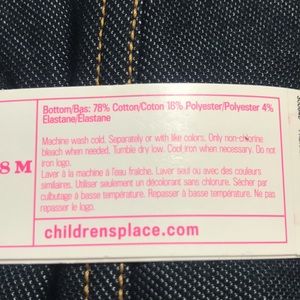 Bottom/Bas: 78% Cotton/Coton 18% Polyester/Polyester 4%
Elastane/Elastane
Machine wash cold. Separately or with like colors. Only non-chlorine
bleach when needed. Tumble dry low. Cool iron when necessary. Do not
iron logo.
8 M
Laver à la machine à l'eau fraîche. Laver seul ou avec des couleurs
similaires. Utiliser seulement un décolorant sans chlorure. Sécher par
culbutage à basse température. Repasser à basse température. Ne pas
repasser le logo.
childrensplace.com